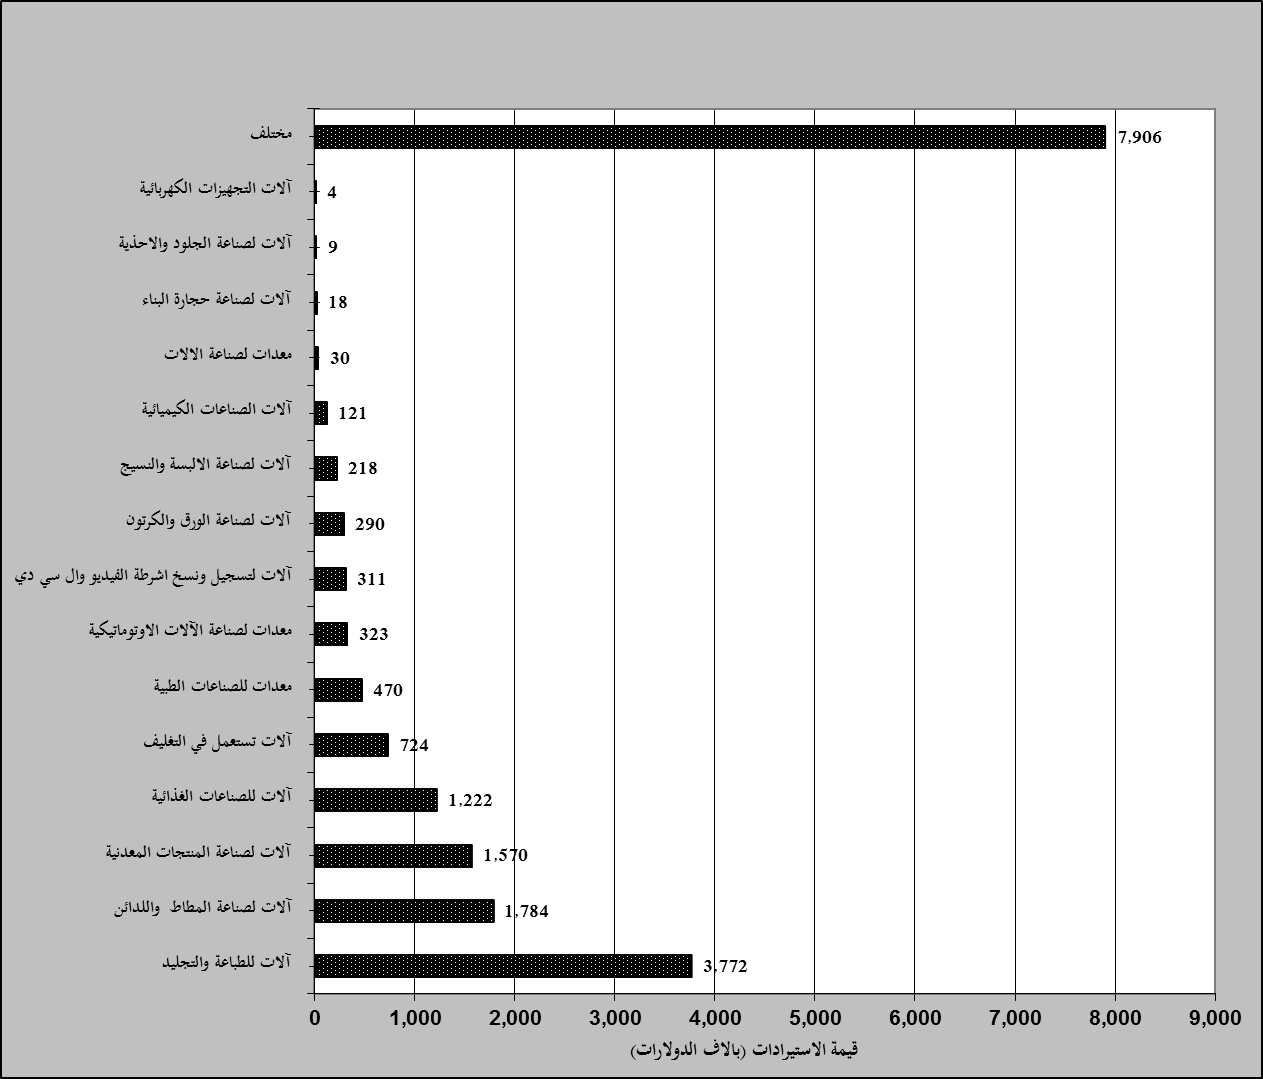 مختلف
7,906
آلات التجهيزات الكهربائية
4
آلات لصناعة الجلود والاحذية
9
آلات لصناعة حجارة البناء
18
معدات لصناعة الالات
30
آلات الصناعات الكيميائية
121
آلات لصناعة الالبسة والنسيج
218
آلات لصناعة الورق والكرتون
290
آلات لتسجيل ونسخ اشرطة الفيديو وال سي دي
311
معدات لصناعة الآلات الاوتوماتيكية
323
معدات للصناعات الطبية
470
آلات تستعمل في التغليف
724
آلات للصناعات الغذائية
1,222
آلات لصناعة المنتجات المعدنية
1,570
آلات لصناعة المطاط واللدائن
1,784
آلات للطباعة والتجليد
3,772
0 1,000 2,000 3,000 4,000 5,000 6,000 7,000 8,000 9,000
قيمة الاستيرادات (بالاف الدولارات)